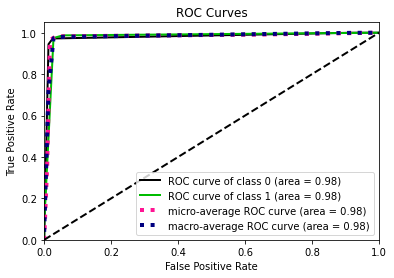 ROC Curves
True Positive Rate
1.0
0.8
0.6
0.4
0.2
0.0
ROC curve of class 0 (area = 0.98)
ROC curve of class 1 (area = 0.98)
micro-average ROC curve (area = 0.98)
macro-average ROC curve (area = 0.98)
0.0 0.2 0.4 0.6 0.8 1.0
False Positive Rate